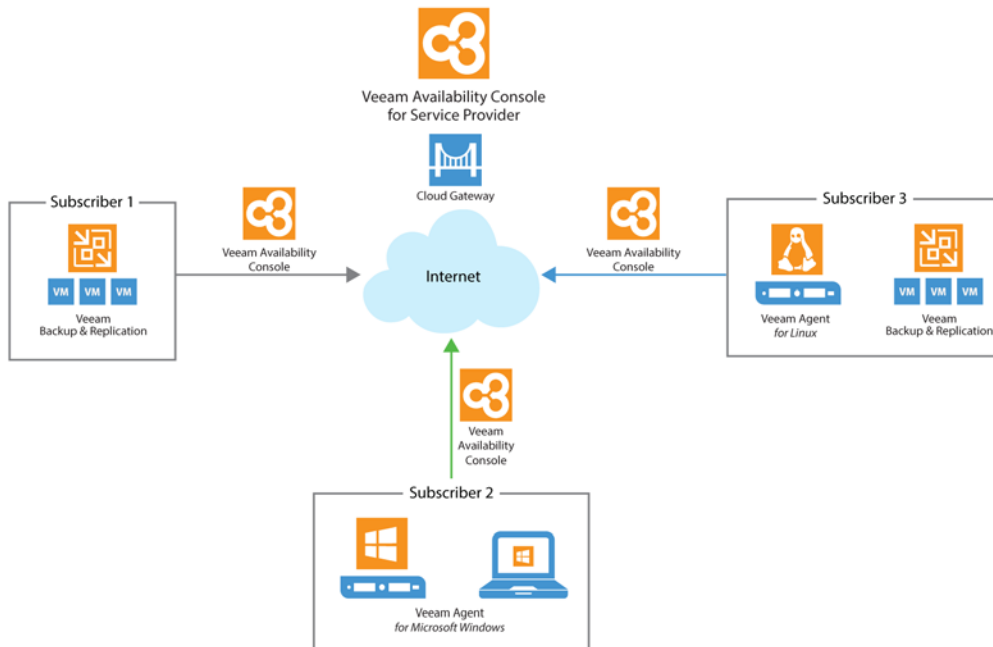 Veeam Availability Console
for Service Provider
Cloud Gateway
Subscriber 1
VM VM VM
Veeam
Backup & Replication
Veeam Availability
Console
Internet
Veeam Availability
Console
Subscriber 3
Veeam Agent
for Linux
VM VM VM
Veeam
Backup & Replication
Veeam
Availability
Console
Subscriber 2
Veeam Agent
for Microsoft Windows